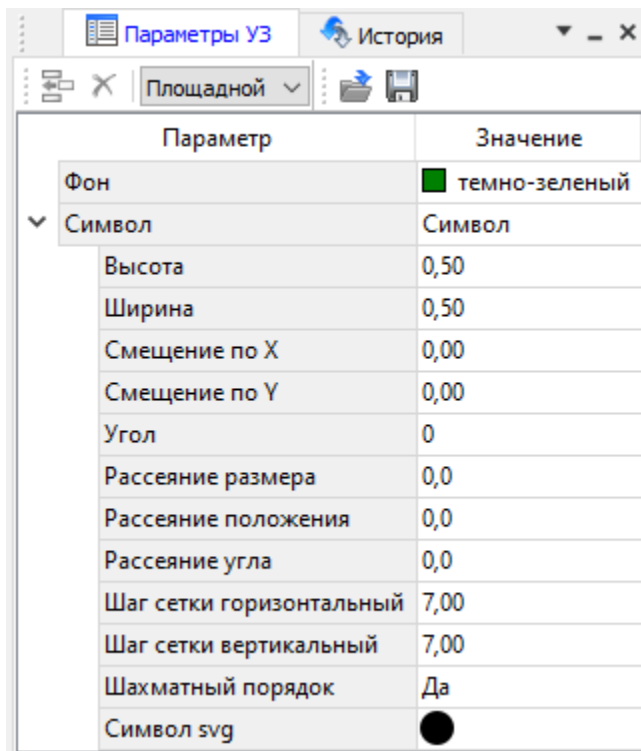 Параметры УЗ История
Площадной
Параметр Значение
Фон темно-зеленый
Символ Символ
Высота 0,50
Ширина 0,50
Смещение по X 0,00
Смещение по Y 0,00
Угол 0
Рассеяние размера 0,0
Рассеяние положения 0,0
Рассеяние угла 0,0
Шаг сетки горизонтальный 7,00
Шаг сетки вертикальный 7,00
Шахматный порядок Да
Символ svg